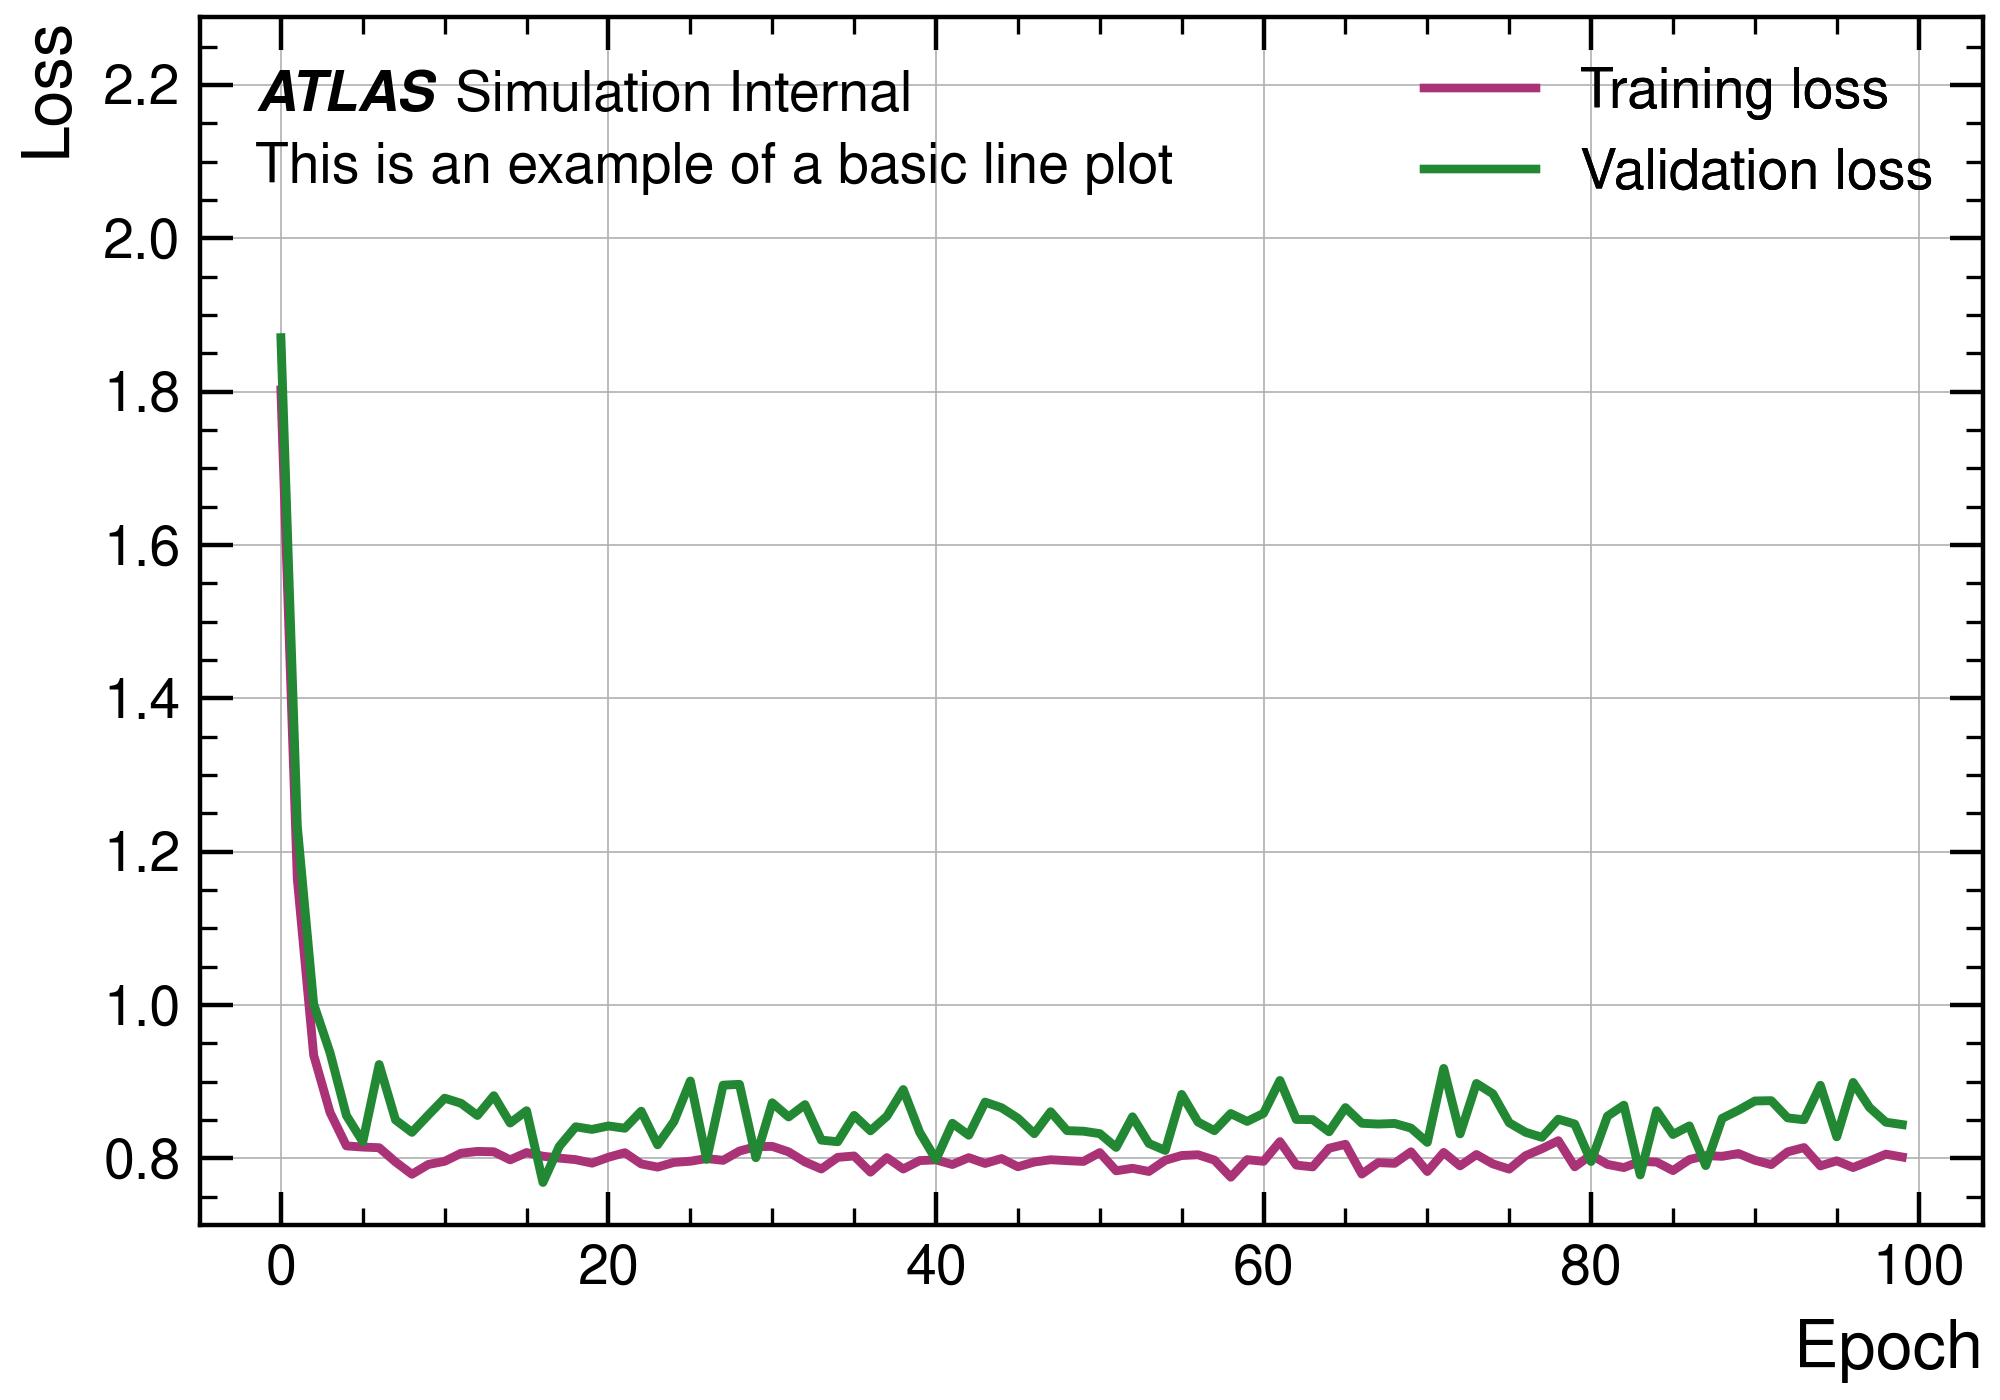 Loss
ATLAS Simulation Internal
This is an example of a basic line plot
Training loss
Validation loss
2.2
2.0
1.8
1.6
1.4
1.2
1.0
0.8
0 20 40 60 80 100
Epoch